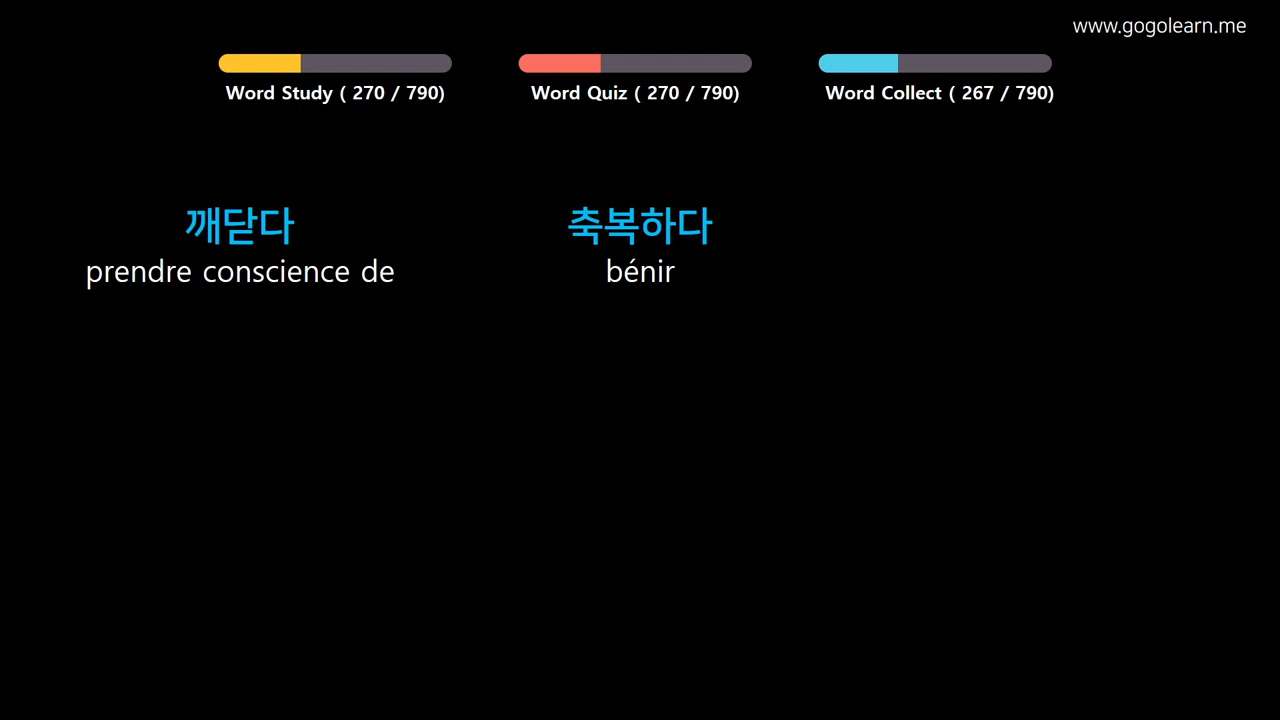 www.gogolearn.me
Word Study ( 270 / 790)
Word Quiz ( 270 / 790)
Word Collect ( 267 / 790)
깨닫다
prendre conscience de
축복하다
bénir